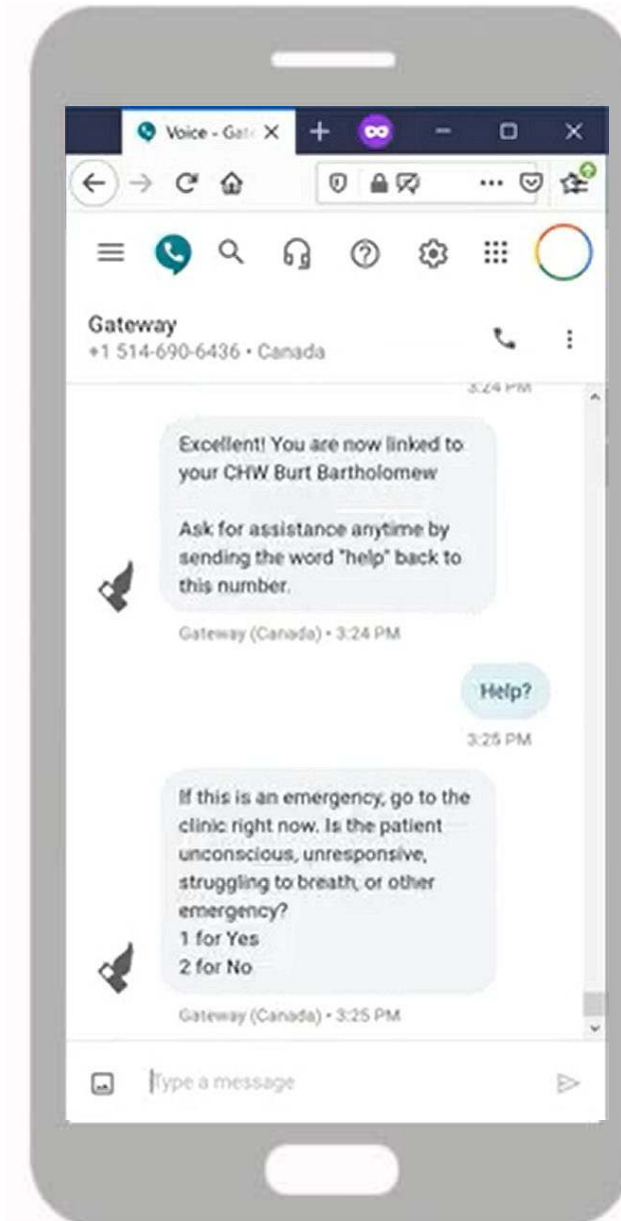 Voice - Gat
Gateway
+1 514-690-6436 • Canada
3:24 PM
Excellent! You are now linked to
your CHW Burt Bartholomew
Ask for assistance anytime by
sending the word "help" back to
this number.
Gateway (Canada) • 3:24 PM
Help?
3:25 PM
If this is an emergency, go to the
clinic right now. Is the patient
unconscious, unresponsive,
struggling to breath, or other
emergency?
1 for Yes
2 for No
Gateway (Canada) • 3:25 PM
Type a message